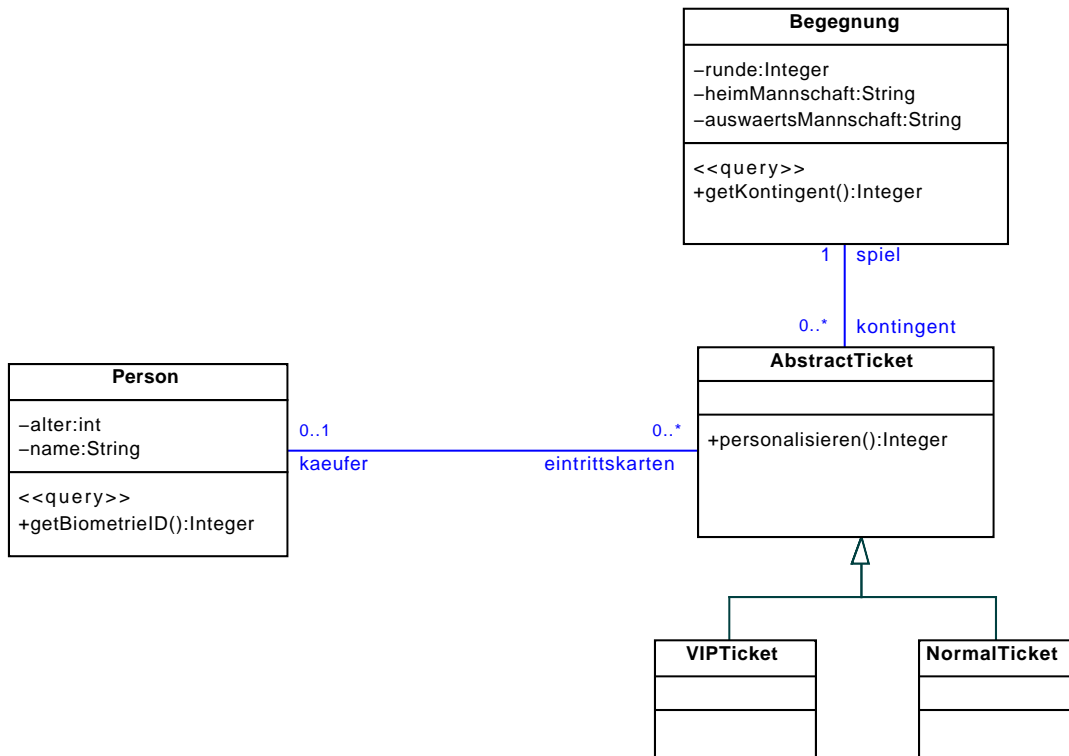 Begegnung
–runde:Integer
–heimMannschaft:String
–auswaertsMannschaft:String
<<query>>
+getKontingent():Integer
1 spiel
0..* kontingent
AbstractTicket
+personalisieren():Integer
Person
–alter:int
–name:String
<<query>>
+getBiometrieID():Integer
0..1 0..*
kaeufer eintrittskarten
VIPTicket
NormalTicket